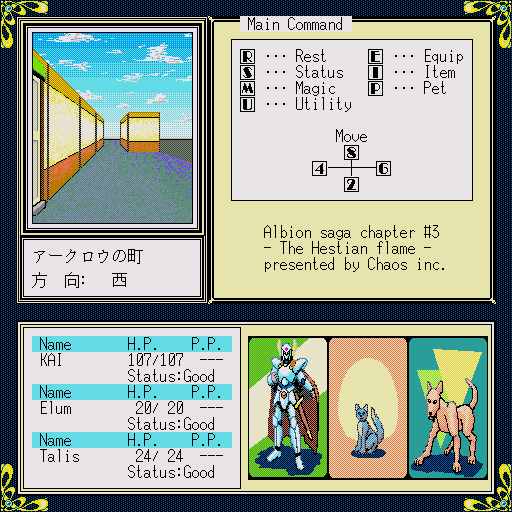 Main Command
R ··· Rest E ··· Equip
S ··· Status I ··· Item
M ··· Magic P ··· Pet
U ··· Utility
Move
8
4 6
2
アークロウの町
方 向: 西
Albion saga chapter #3
- The Hestian flame -
presented by Chaos inc.
Name H.P. P.P.
KAI 107/107 ---
Status:Good
Name H.P. P.P.
Elum 20/ 20 ---
Status:Good
Name H.P. P.P.
Talis 24/ 24 ---
Status:Good